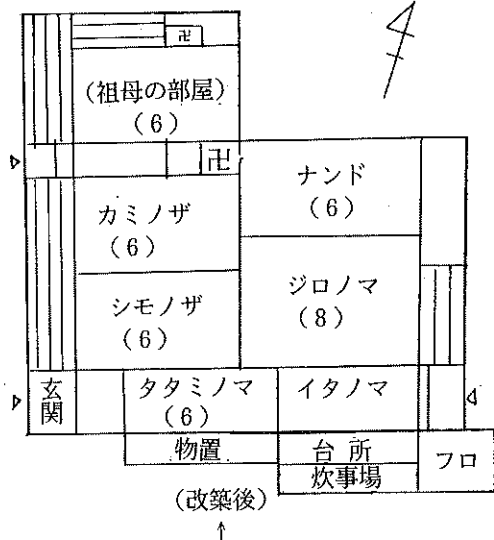 卍
(祖母の部屋)
(6)
卍
ナンド
(6)
カミノザ
(6)
ジロノマ
(8)
シモノザ
(6)
玄関
タタミノマ
(6)
イタノマ
物置
台所
フロ
炊事場
(改築後)
↑